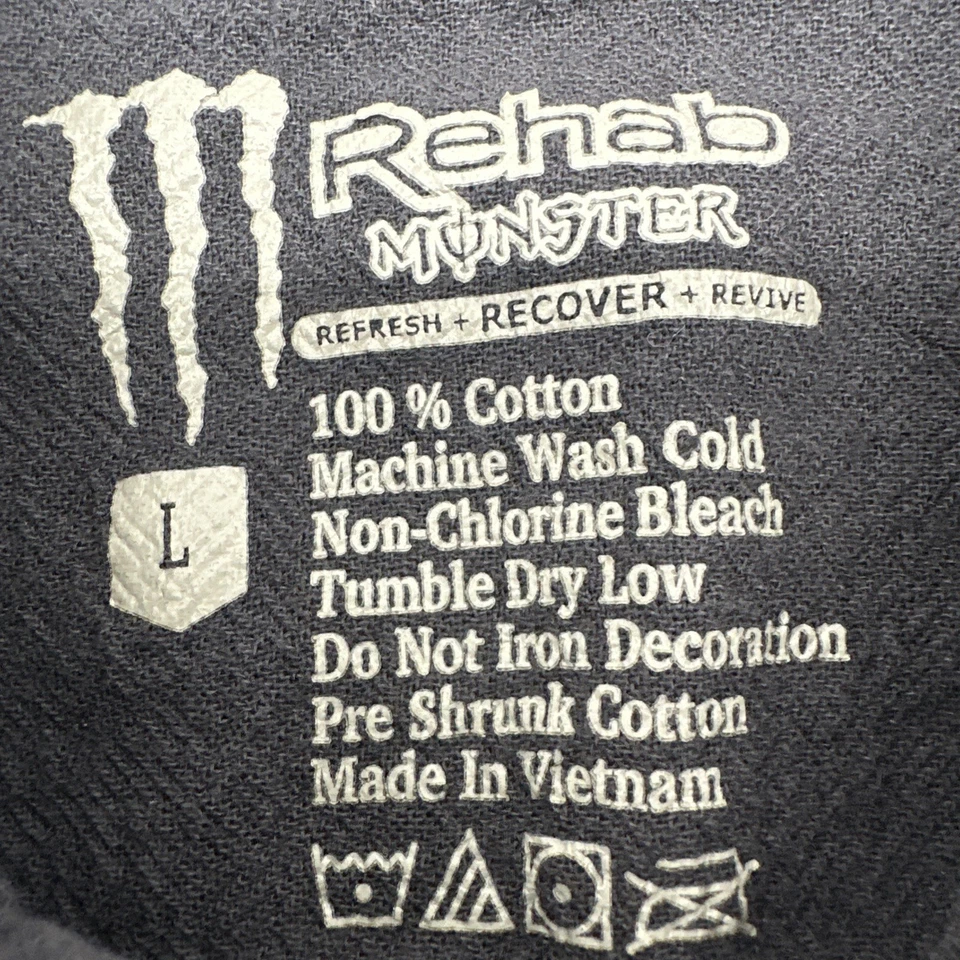 Rehab
MONSTER
REFRESH + RECOVER + REVIVE
L
100 % Cotton
Machine Wash Cold
Non-Chlorine Bleach
Tumble Dry Low
Do Not Iron Decoration
Pre Shrunk Cotton
Made In Vietnam